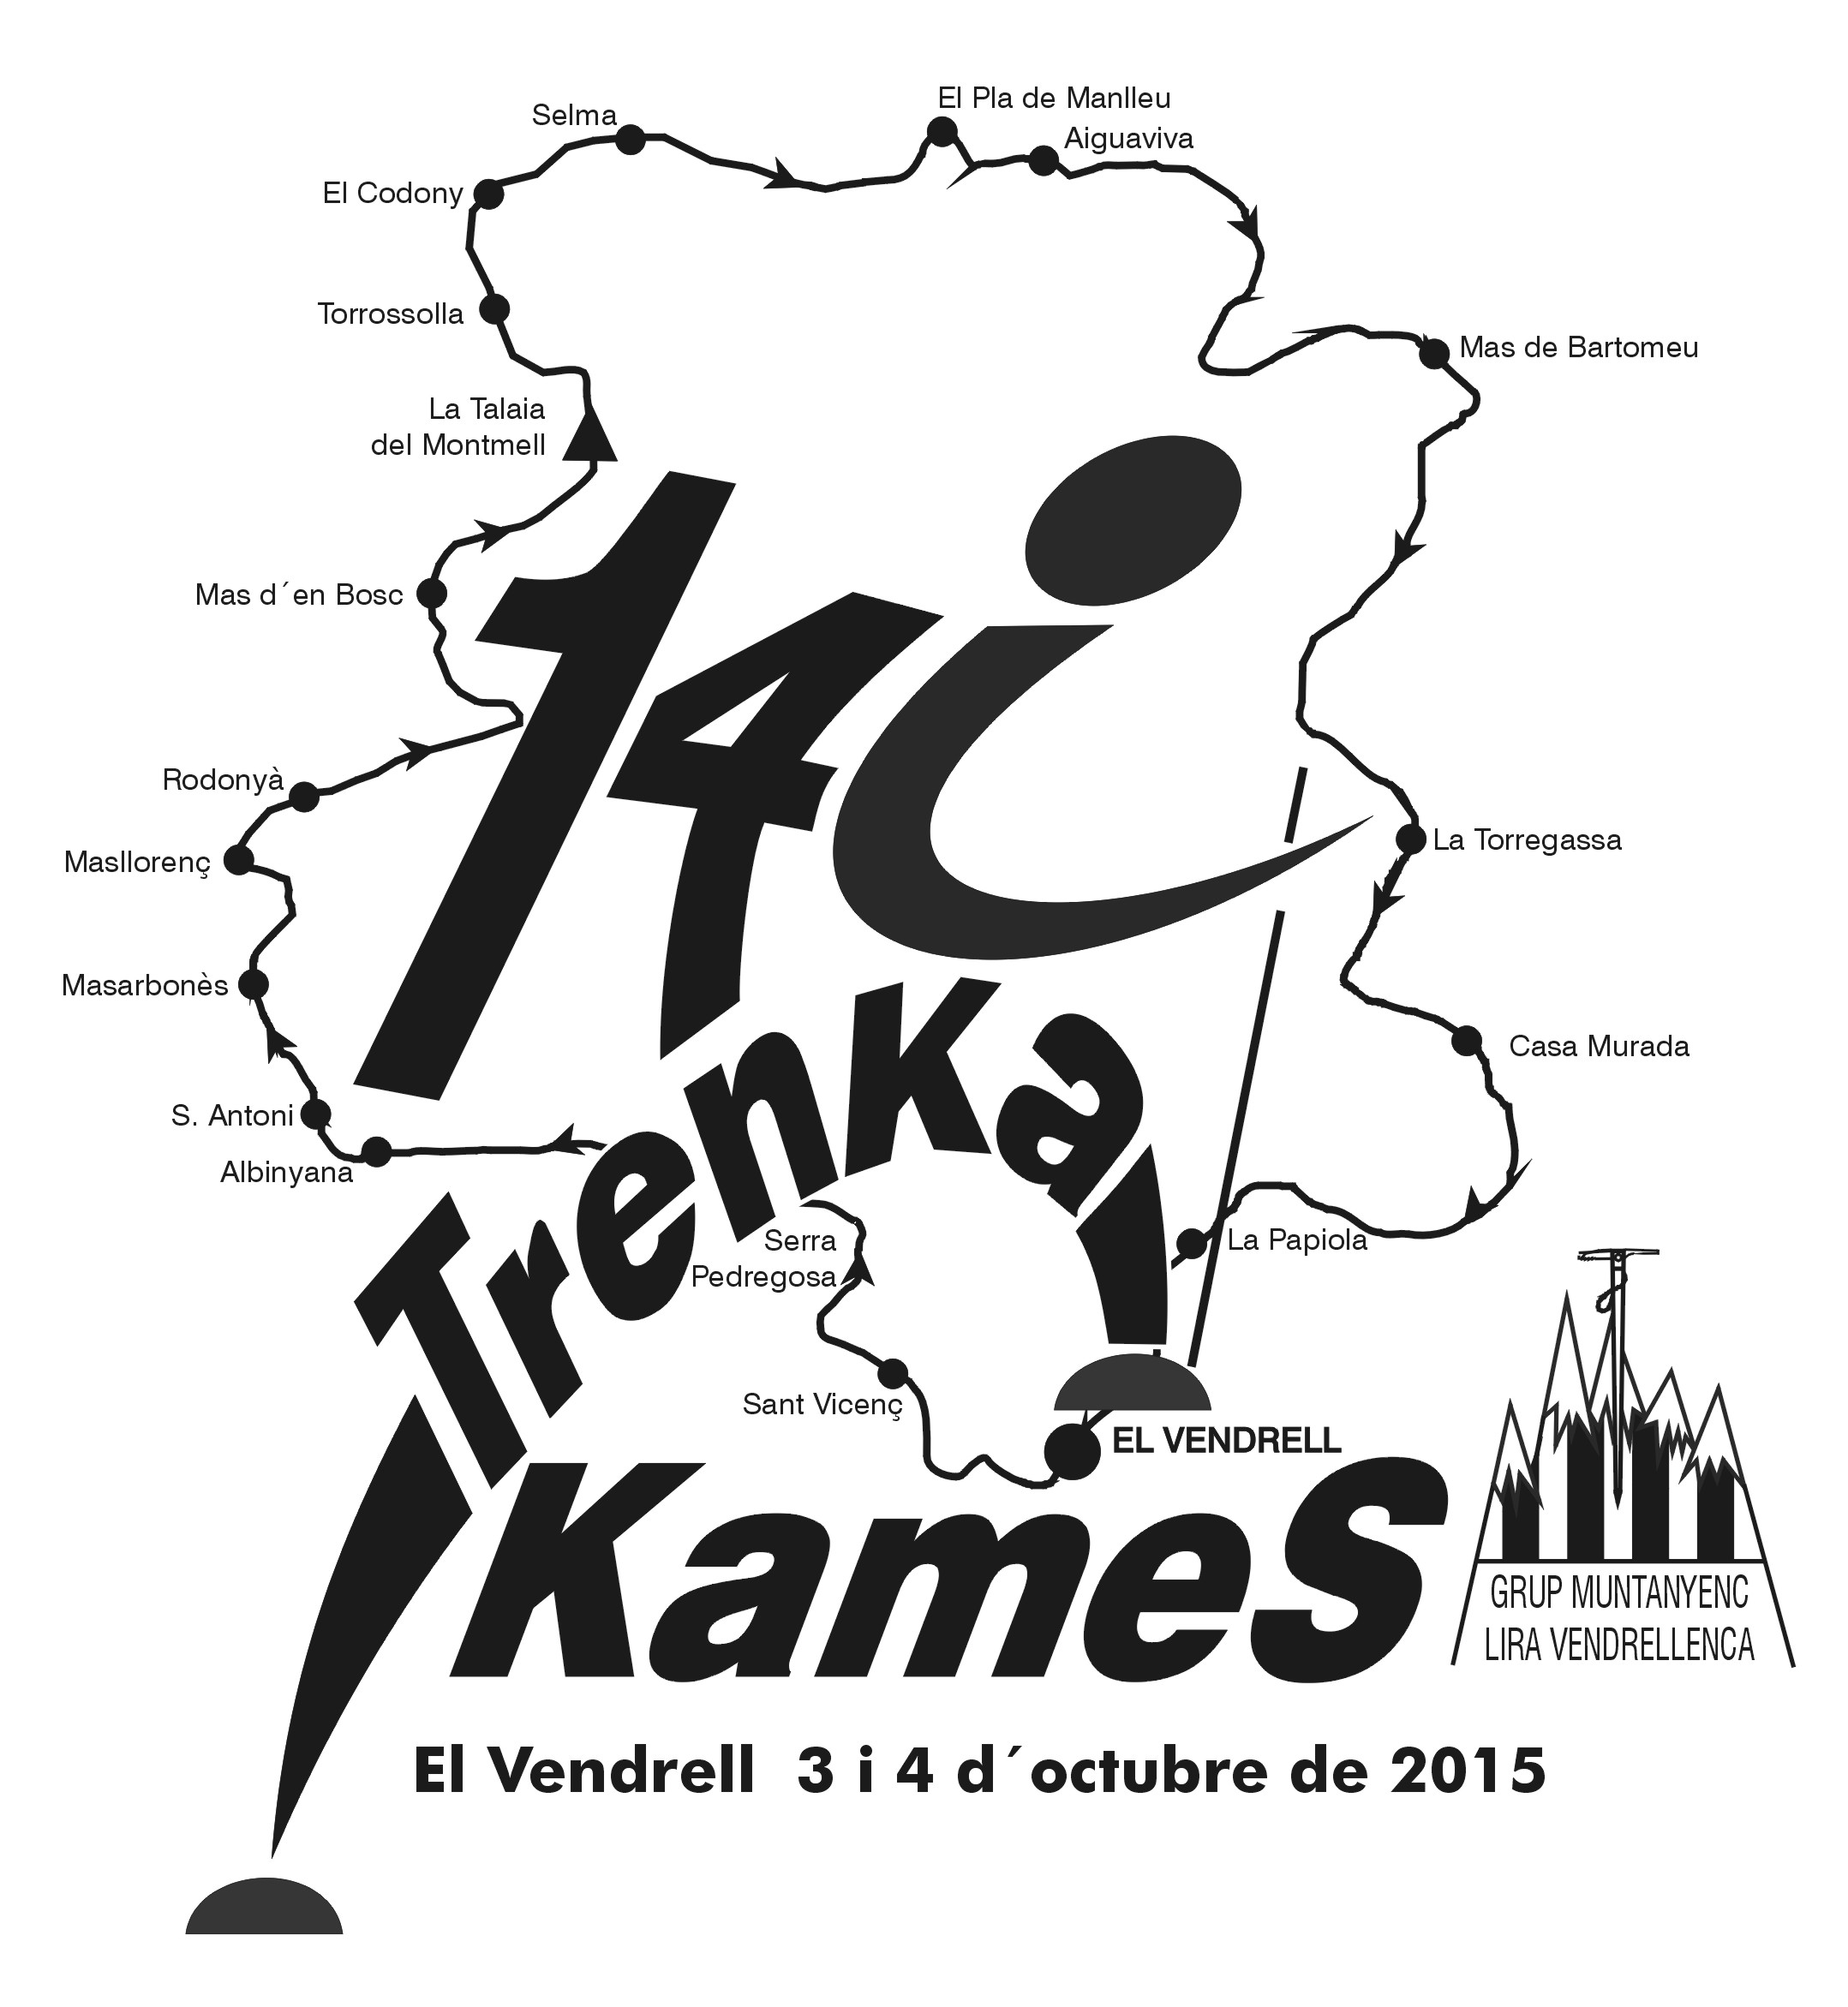 El Pla de Manlleu
Selma
Aiguaviva
El Codony
Torrossolla
Mas de Bartomeu
La Talaia
del Montmell
Mas d´en Bosc
14
Rodonyà
La Torregassa
Masllorenç
Masarbonès
Casa Murada
S. Antoni
Albinyana
Trenka
Serra
Pedregosa
La Papiola
Sant Vicenç
EL VENDRELL
KameS
GRUP MUNTANYENC
LIRA VENDRELLENCA
El Vendrell 3 i 4 d´octubre de 2015